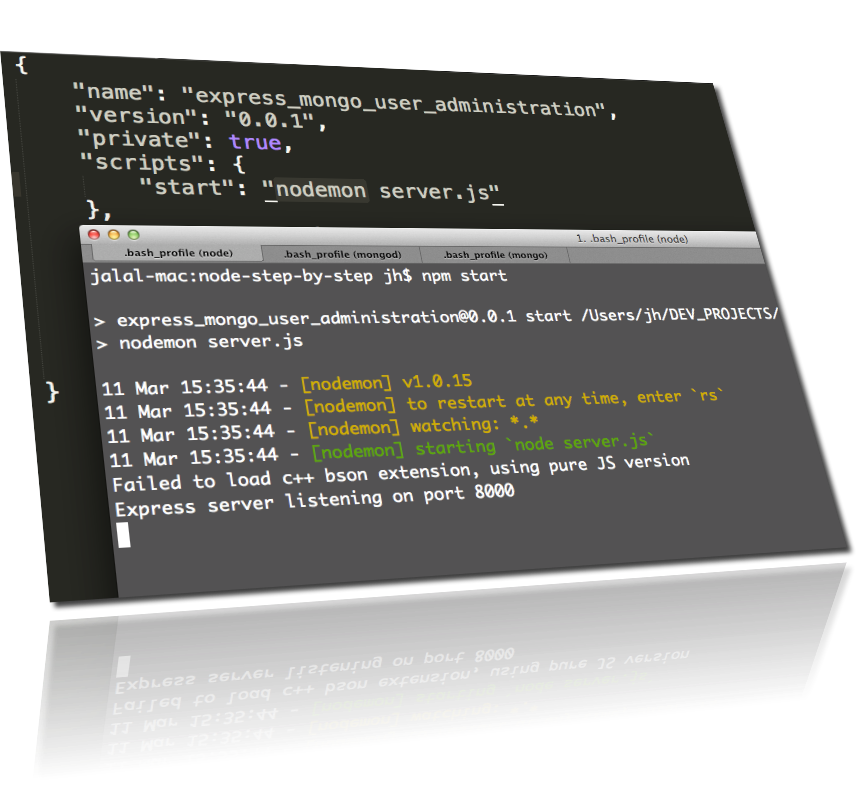 {
"name": "express_mongo_user_administration",
"version": "0.0.1",
"private": true,
"scripts": {
"start": "nodemon server.js"
},
}
1. .bash_profile (node)
.bash_profile (node) .bash_profile (mongod) .bash_profile (mongo)
jalal-mac:node-step-by-step jh$ npm start
> express_mongo_user_administration@0.0.1 start /Users/jh/DEV_PROJECTS/
> nodemon server.js
11 Mar 15:35:44 - [nodemon] v1.0.15
11 Mar 15:35:44 - [nodemon] to restart at any time, enter `rs`
11 Mar 15:35:44 - [nodemon] watching: *.*
11 Mar 15:35:44 - [nodemon] starting `node server.js`
Failed to load c++ bson extension, using pure JS version
Express server listening on port 8000